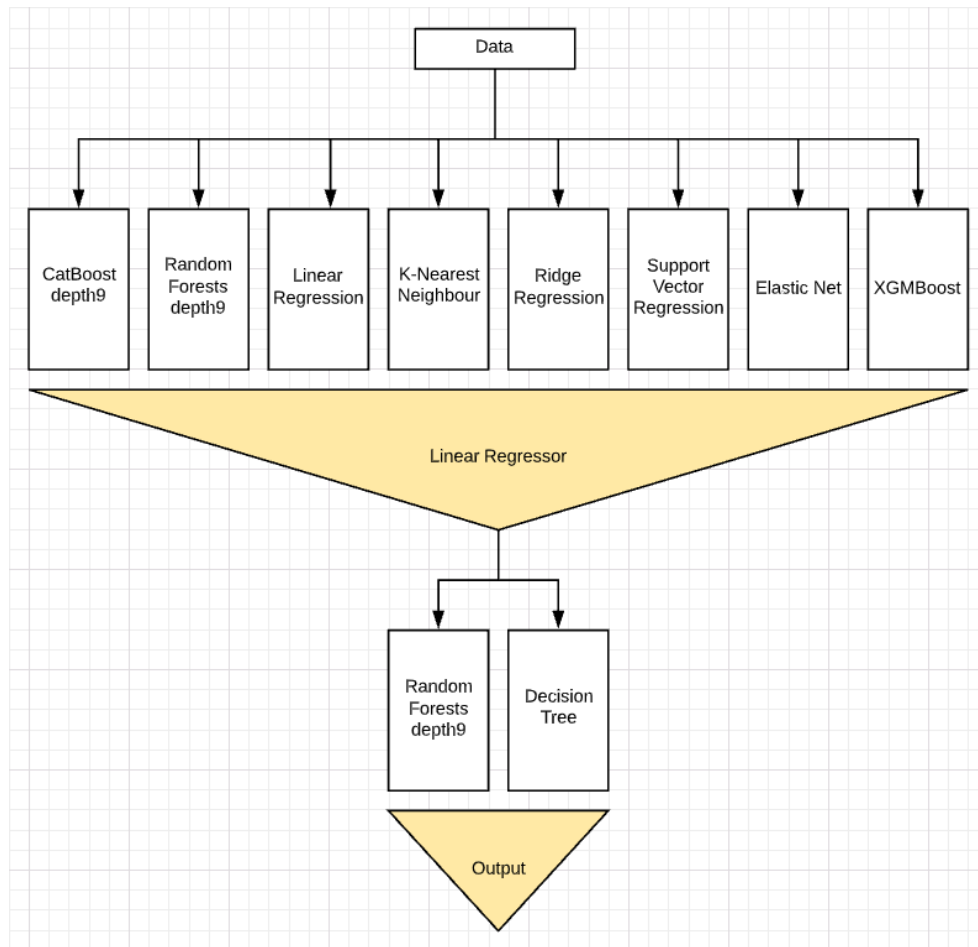 Data
CatBoost
depth9
Random
Forests
depth9
Linear
Regression
K-Nearest
Neighbour
Ridge
Regression
Support
Vector
Regression
Elastic Net
XGMBoost
Linear Regressor
Random
Forests
depth9
Decision
Tree
Output